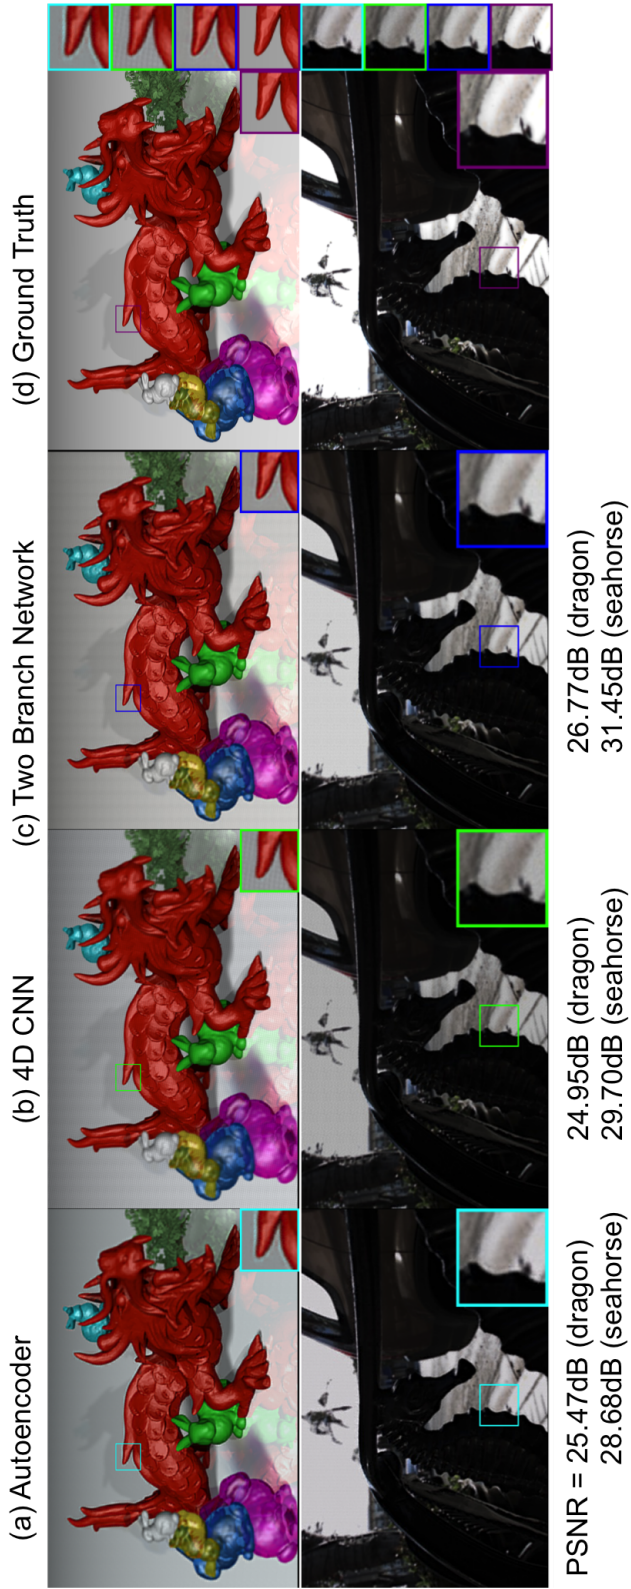 (a) Autoencoder
(b) 4D CNN
(c) Two Branch Network
(d) Ground Truth
PSNR = 25.47dB (dragon)
28.68dB (seahorse)
24.95dB (dragon)
29.70dB (seahorse)
26.77dB (dragon)
31.45dB (seahorse)